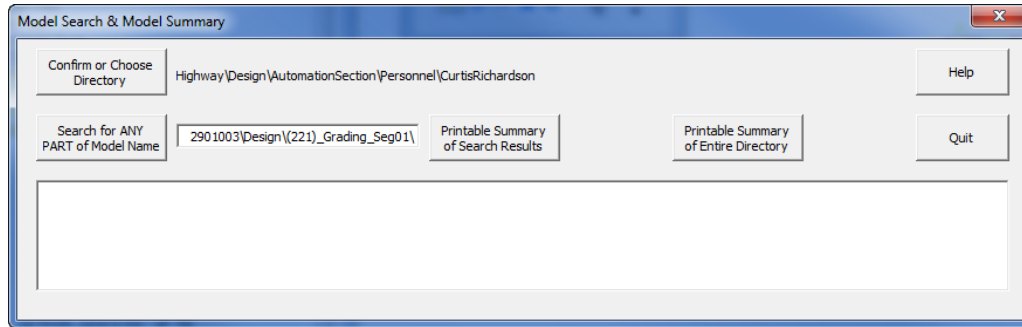 Model Search & Model Summary
x
Confirm or Choose
Directory
Highway\Design\AutomationSection\Personnel\CurtisRichardson
Help
Search for ANY
PART of Model Name
2901003\Design\(221)_Grading_Seg01\
Printable Summary
of Search Results
Printable Summary
of Entire Directory
Quit